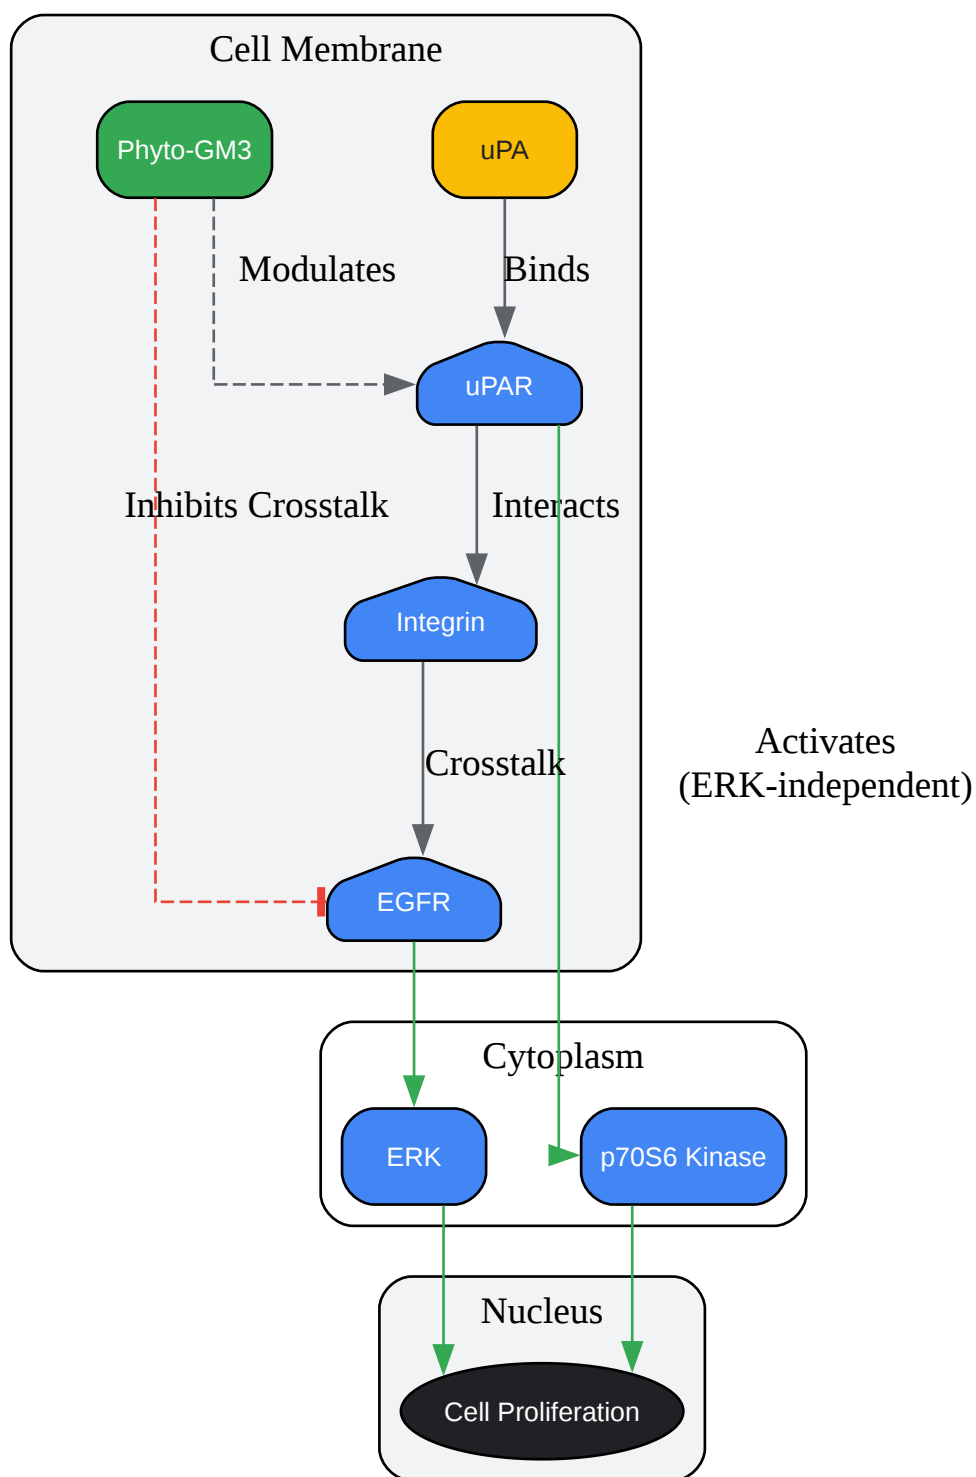 Cell Membrane
Phyto-GM3
uPA
Modulates
Binds
uPAR
Inhibits Crosstalk
Interacts
Integrin
Activates
(ERK-independent)
Crosstalk
EGFR
Cytoplasm
ERK
p70S6 Kinase
Nucleus
Cell Proliferation